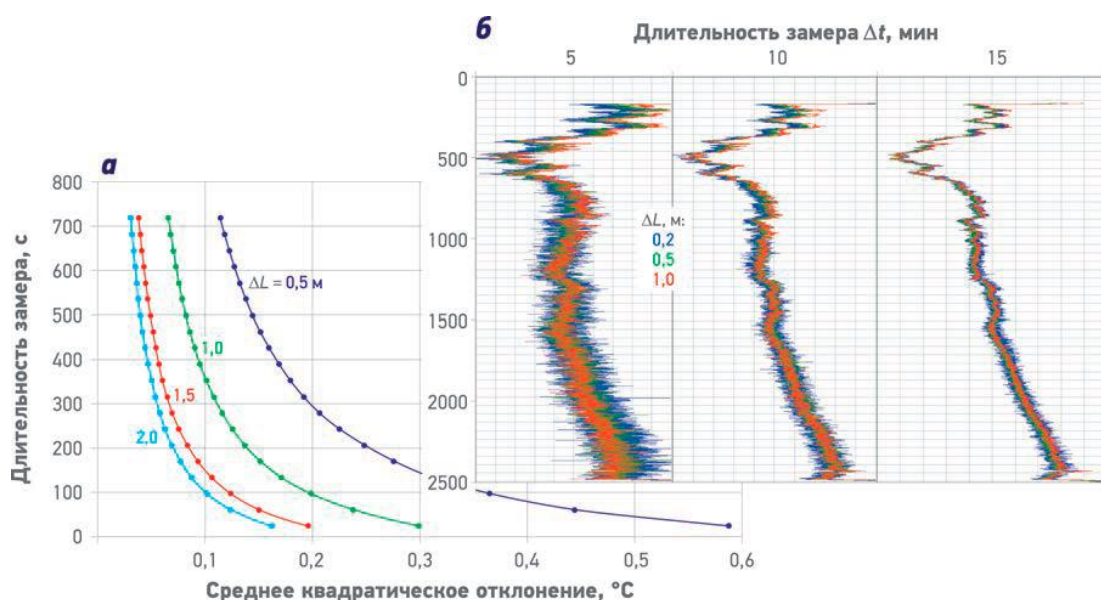 б
Длительность замера Δt, мин
5 10 15
0
500
1000
1500
2000
2500
ΔL, м:
0,2
0,5
1,0
а
Длительность замера, с
800
700
600
500
400
300
200
100
0
ΔL = 0,5 м
1,0
1,5
2,0
0,1 0,2 0,3 0,4 0,5 0,6
Среднее квадратическое отклонение, °С